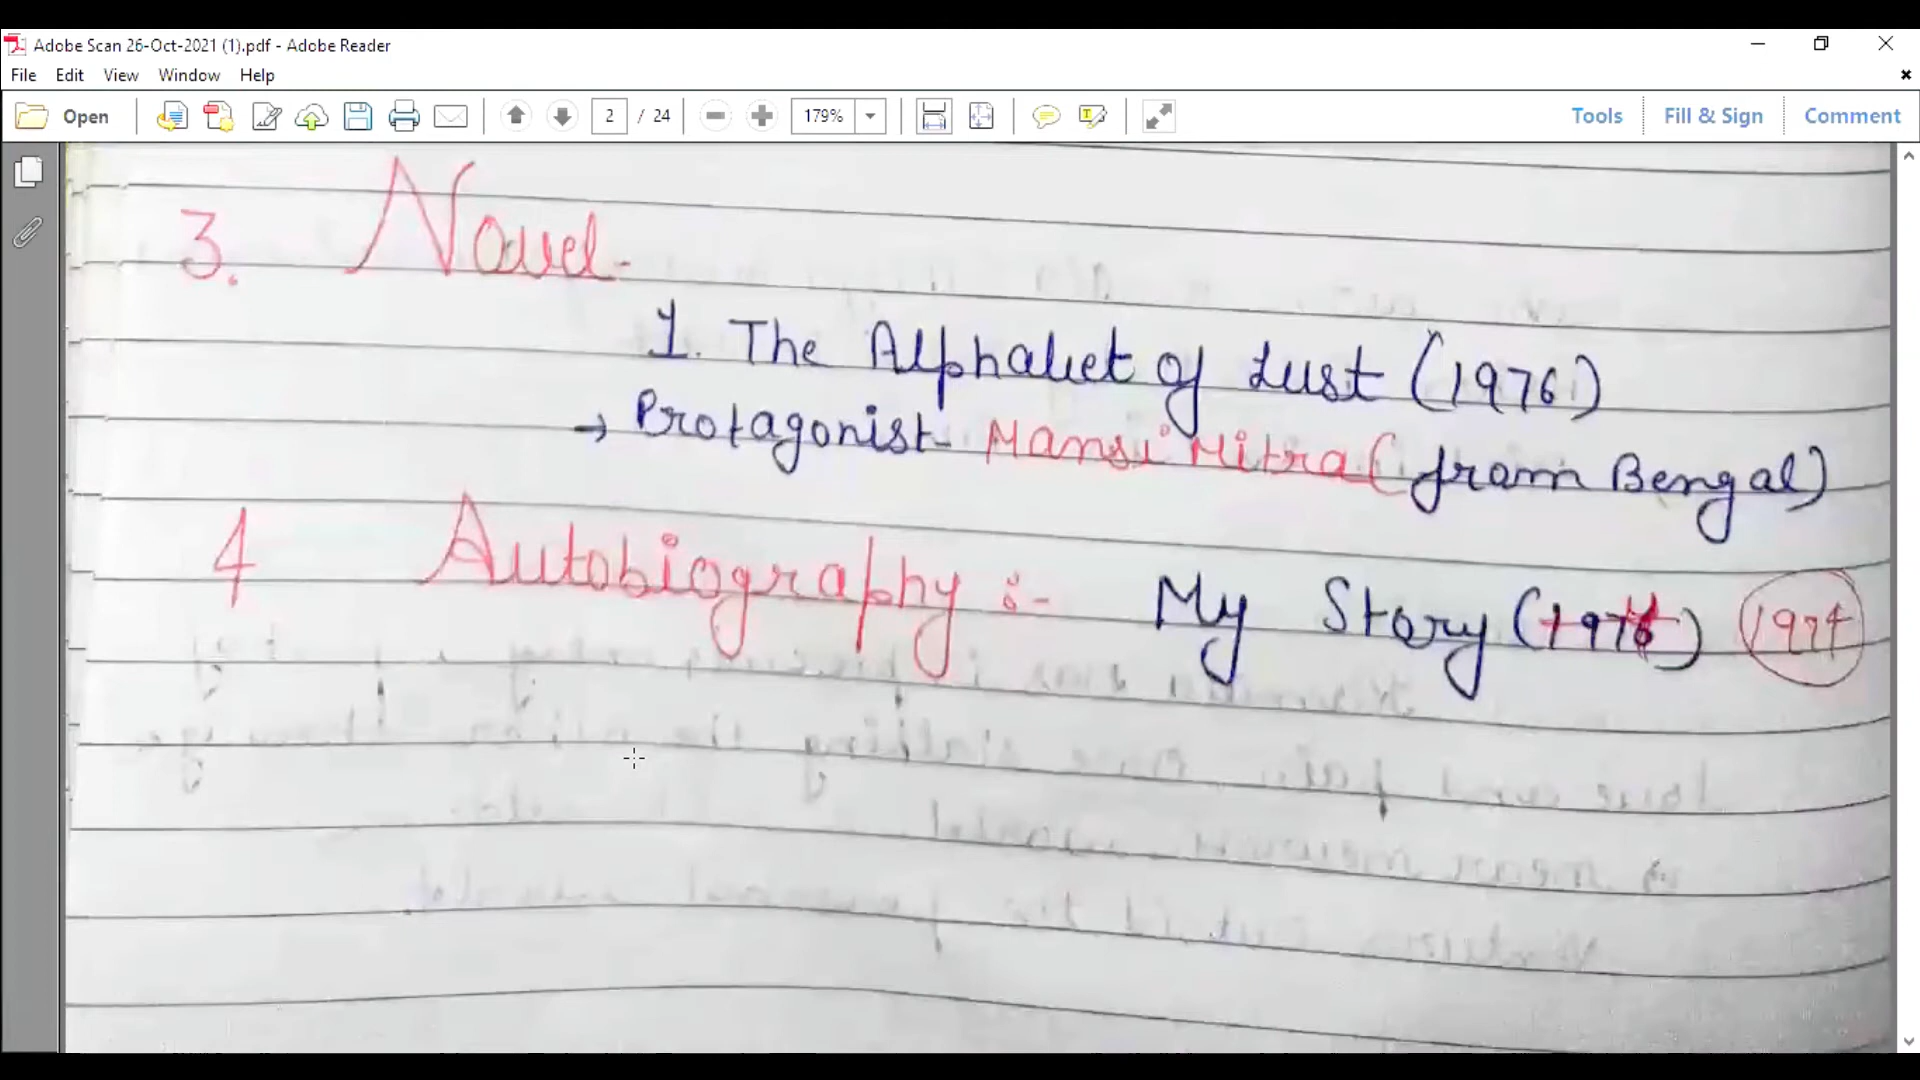 Adobe Scan 26-Oct-2021 (1).pdf - Adobe Reader
File Edit View Window Help
Open 2 / 24 179% Tools Fill & Sign Comment
3. Novel-
1. The Alphabet of Lust (1976)
→ Protagonist- Mansi Mitra (from Bengal)
4 Autobiography :- My Story (1976) 1974